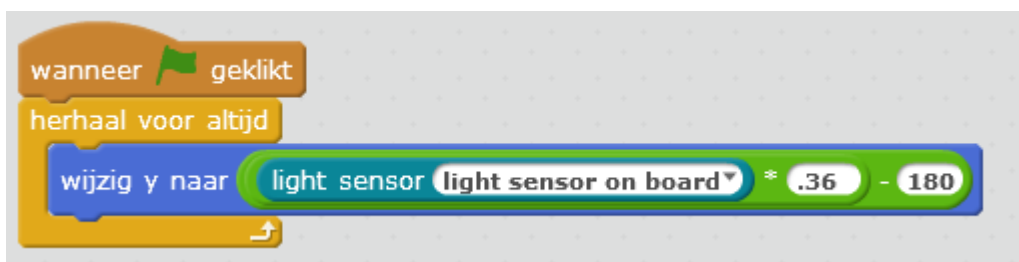 wanneer geklikt
herhaal voor altijd
wijzig y naar light sensor light sensor on board * .36 - 180